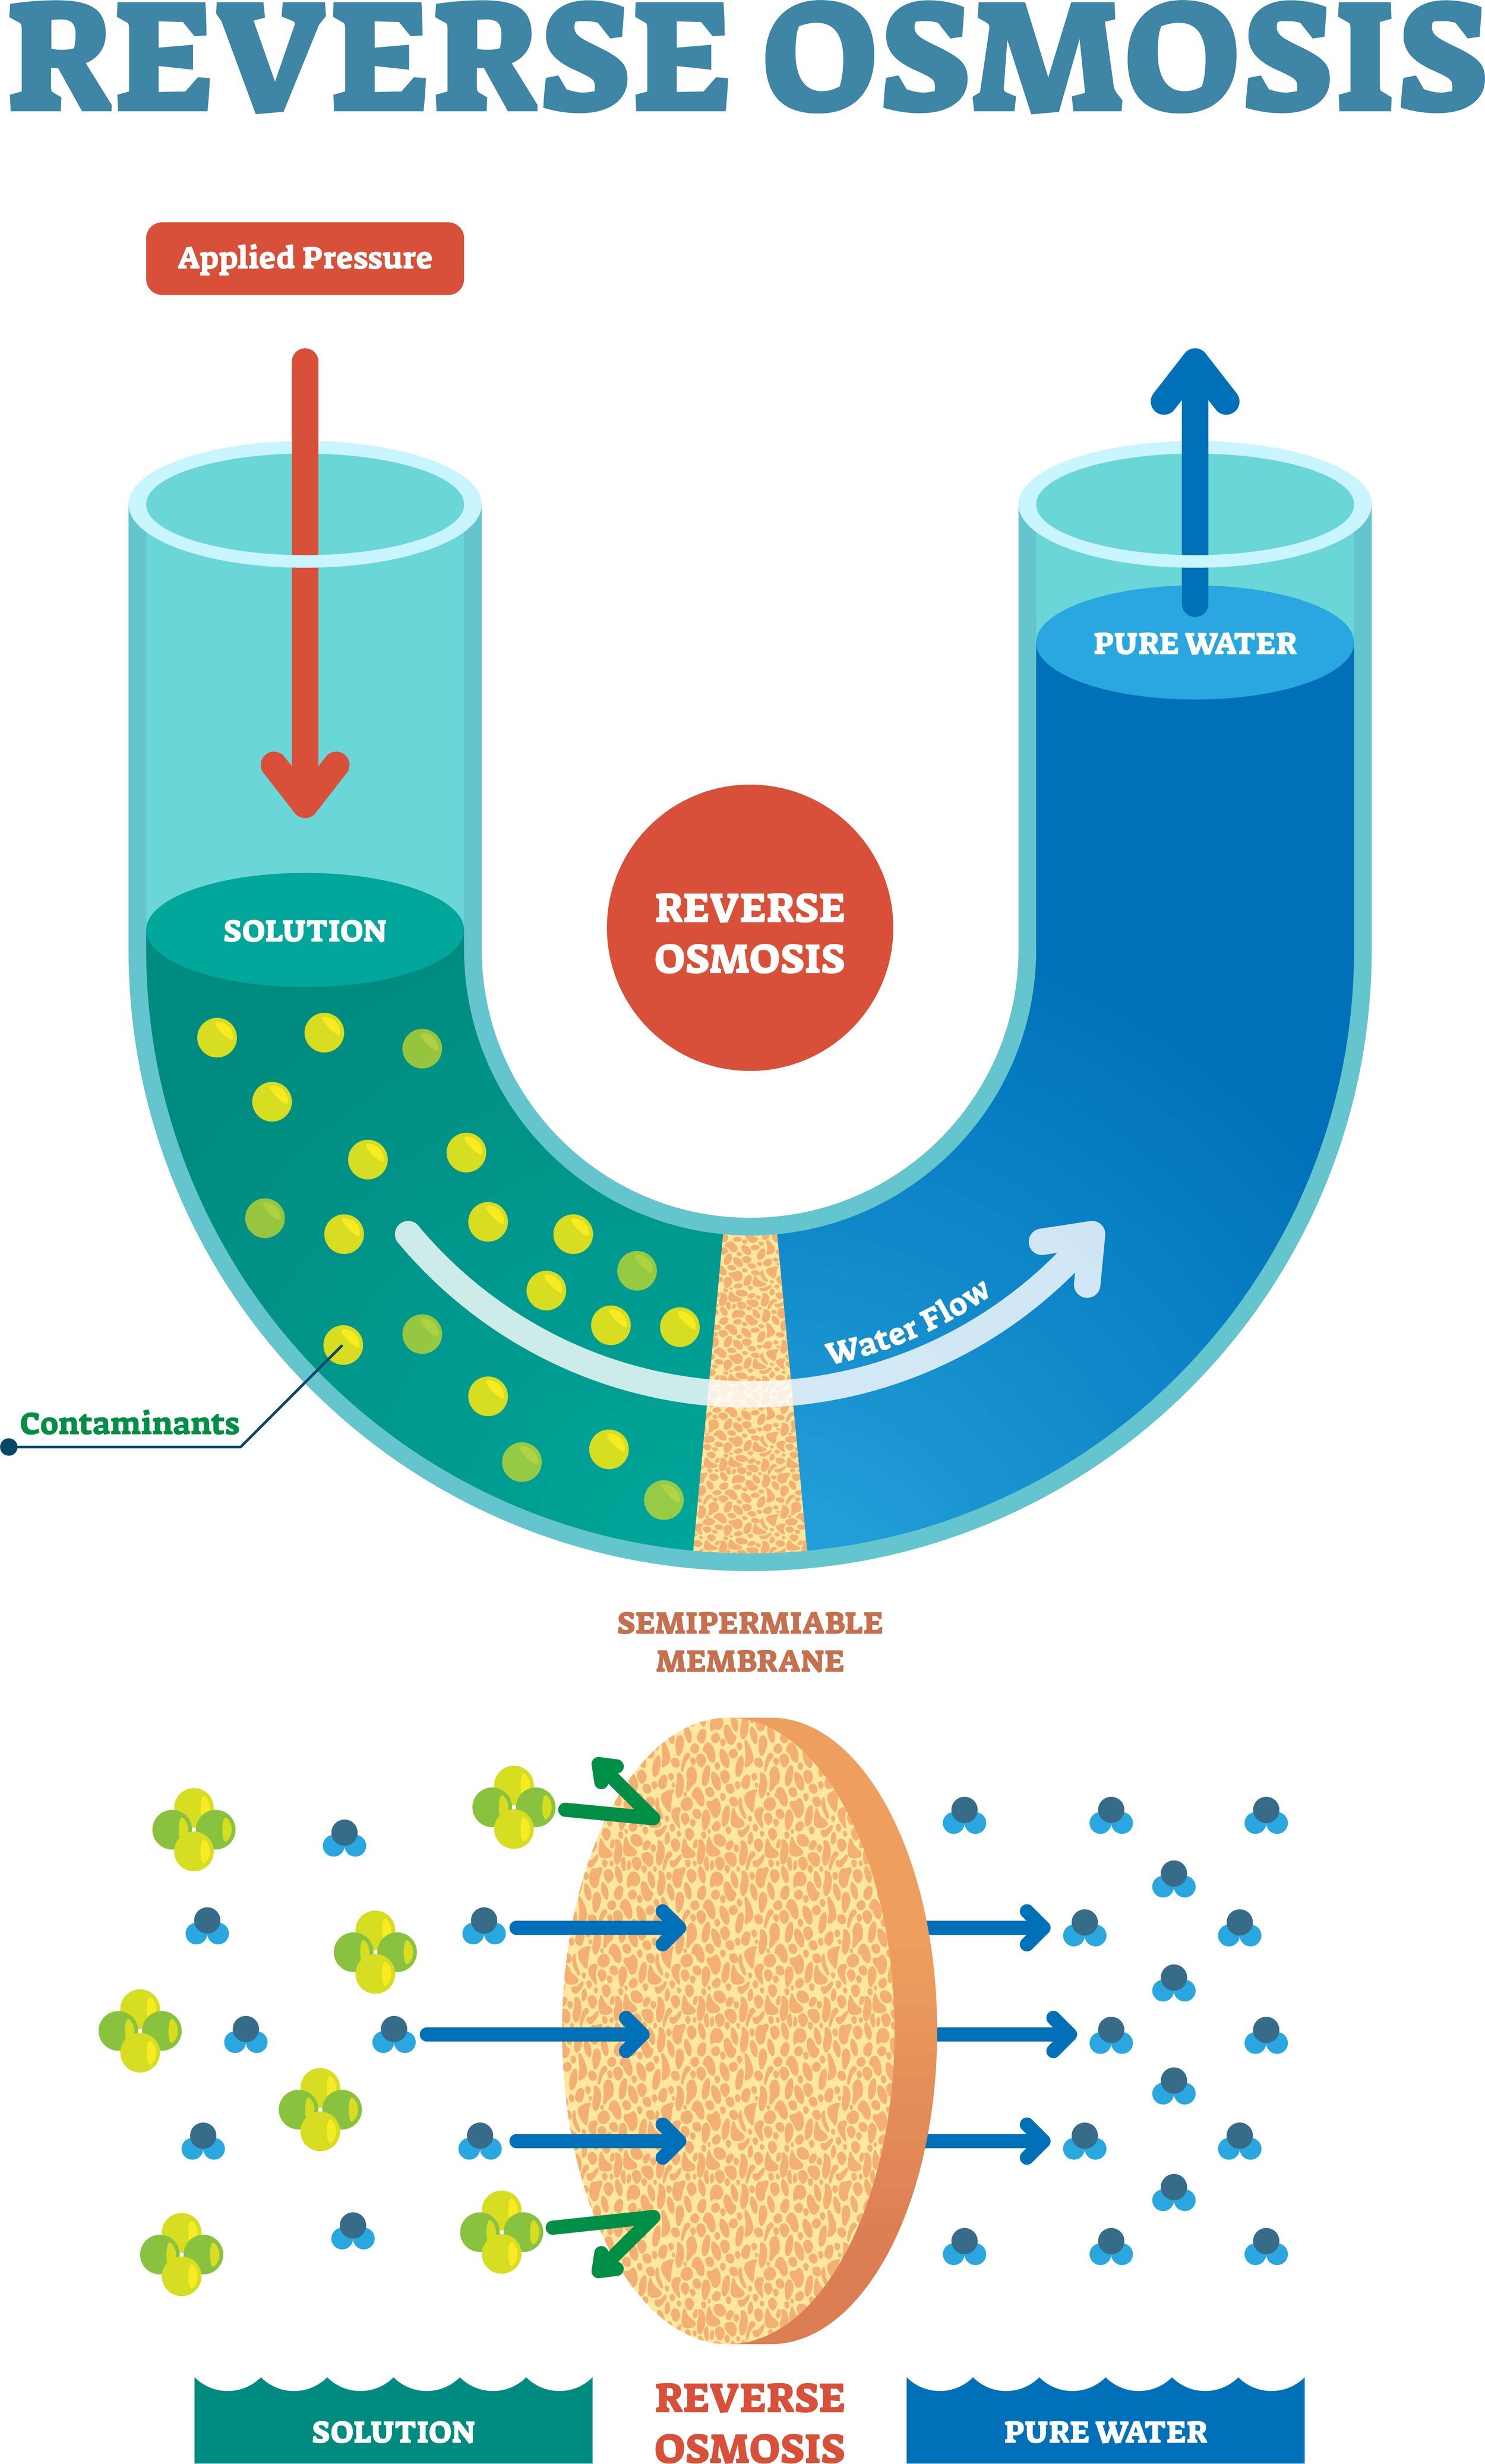 REVERSE OSMOSIS
Applied Pressure
PURE WATER
SOLUTION
REVERSE
OSMOSIS
Water Flow
Contaminants
SEMIPERMIABLE
MEMBRANE
SOLUTION
REVERSE
OSMOSIS
PURE WATER